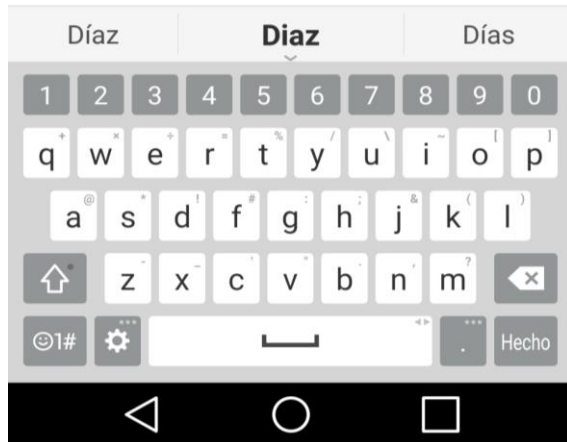 Díaz Diaz Días
1 2 3 4 5 6 7 8 9 0
q + w × e ÷ r = t % y / u \ i ~ o [ p ]
a @ s * d ! f # g : h ; j & k ( l )
z - x _ c ' v " b n , m ?
☺1# . Hecho